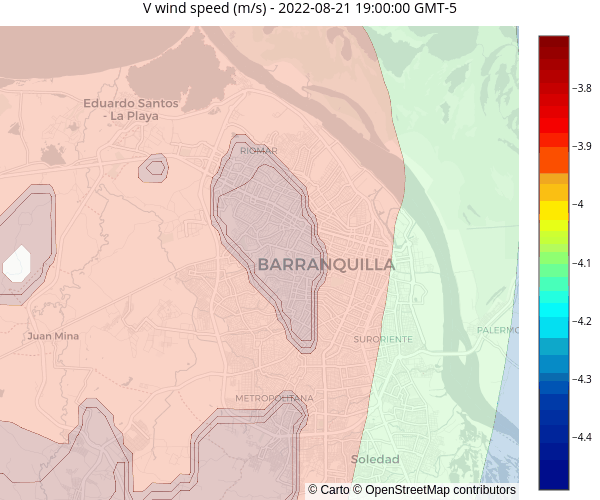 V wind speed (m/s) - 2022-08-21 19:00:00 GMT-5
Eduardo Santos
- La Playa
RIOMAR
BARRANQUILLA
Juan Mina
SURORIENTE
PALERMO
METROPOLITANA
Soledad
© Carto © OpenStreetMap contributors
−3.8
−3.9
−4
−4.1
−4.2
−4.3
−4.4